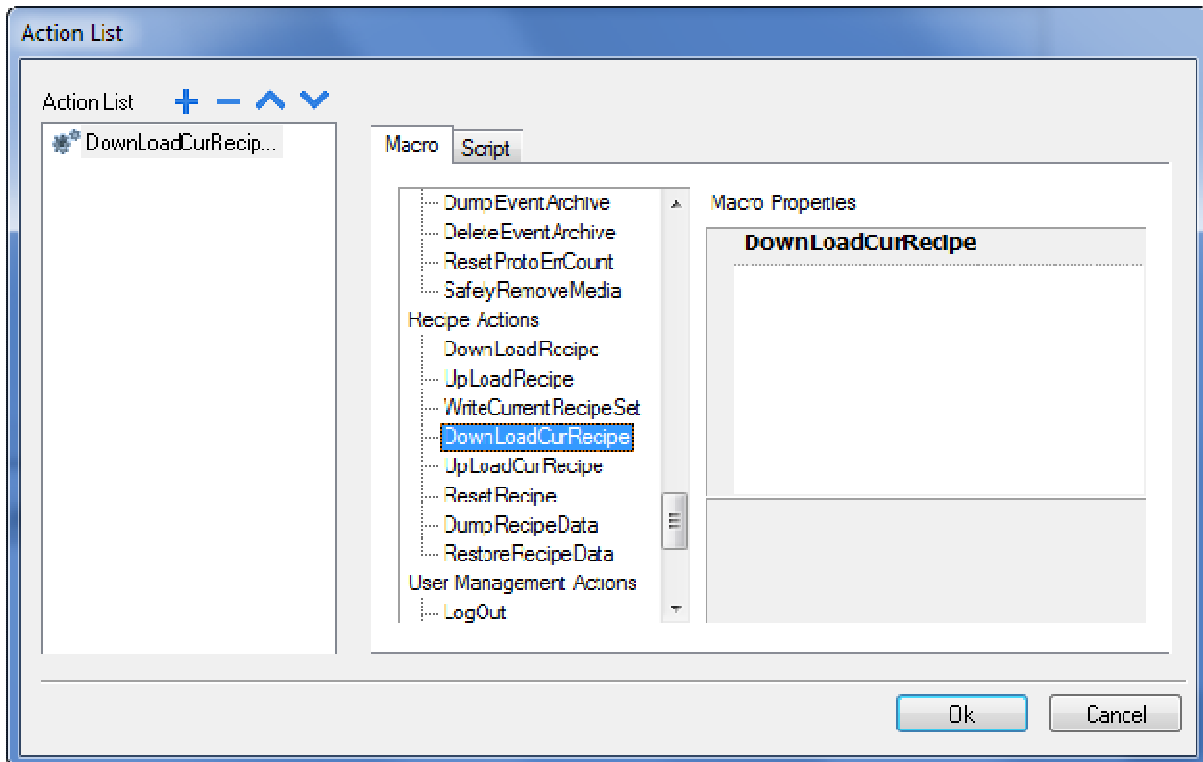 Action List
Action List
DownLoadCurRecip...
Macro
Script
DumpEventArchive
DeleteEventArchive
ResetProtoErrCount
SafelyRemoveMedia
Recipe Actions
DownLoadRecipe
UpLoadRecipe
WriteCurrentRecipeSet
DownLoadCurRecipe
UpLoadCurRecipe
ResetRecipe
DumpRecipeData
RestoreRecipeData
User Management Actions
LogOut
Macro Properties
DownLoadCurRecipe
Ok
Cancel